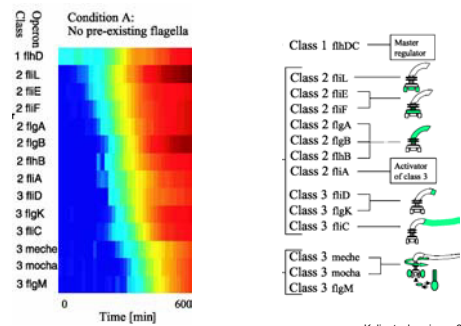 Operon
Class
Condition A:
No pre-existing flagella
1 flhD
2 fliL
2 fliE
2 fliF
2 flgA
2 flgB
2 flhB
2 fliA
3 fliD
3 flgK
3 fliC
3 meche
3 mocha
3 flgM
0 600
Time [min]
Class 1 flhDC
Master
regulator
Class 2 fliL
Class 2 fliE
Class 2 fliF
Class 2 flgA
Class 2 flgB
Class 2 flhB
Class 2 fliA
Activator
of class 3
Class 3 fliD
Class 3 flgK
Class 3 fliC
Class 3 meche
Class 3 mocha
Class 3 flgM